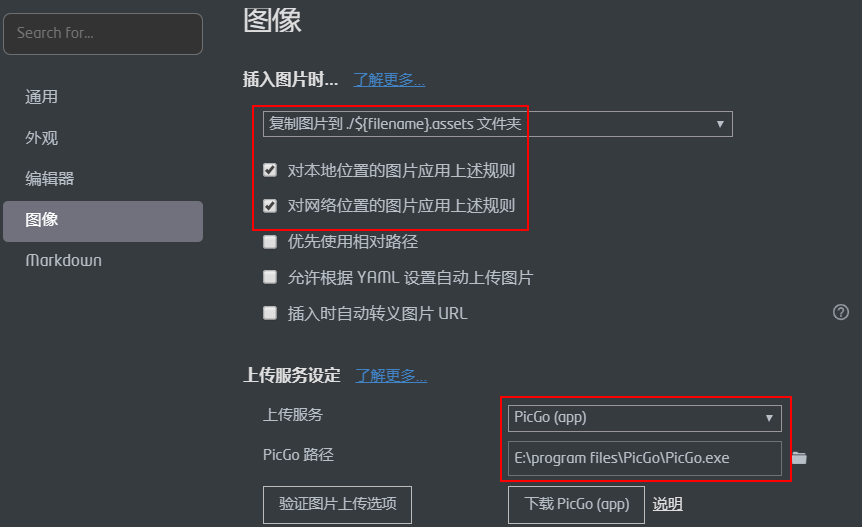 图像
Search for...
插入图片时... 了解更多...
通用
复制图片到 ./${filename}.assets 文件夹
外观
对本地位置的图片应用上述规则
编辑器
对网络位置的图片应用上述规则
图像
优先使用相对路径
Markdown
允许根据 YAML 设置自动上传图片
插入时自动转义图片 URL
上传服务设定 了解更多...
上传服务 PicGo (app)
PicGo 路径 E:\program files\PicGo\PicGo.exe
验证图片上传选项 下载 PicGo (app) 说明